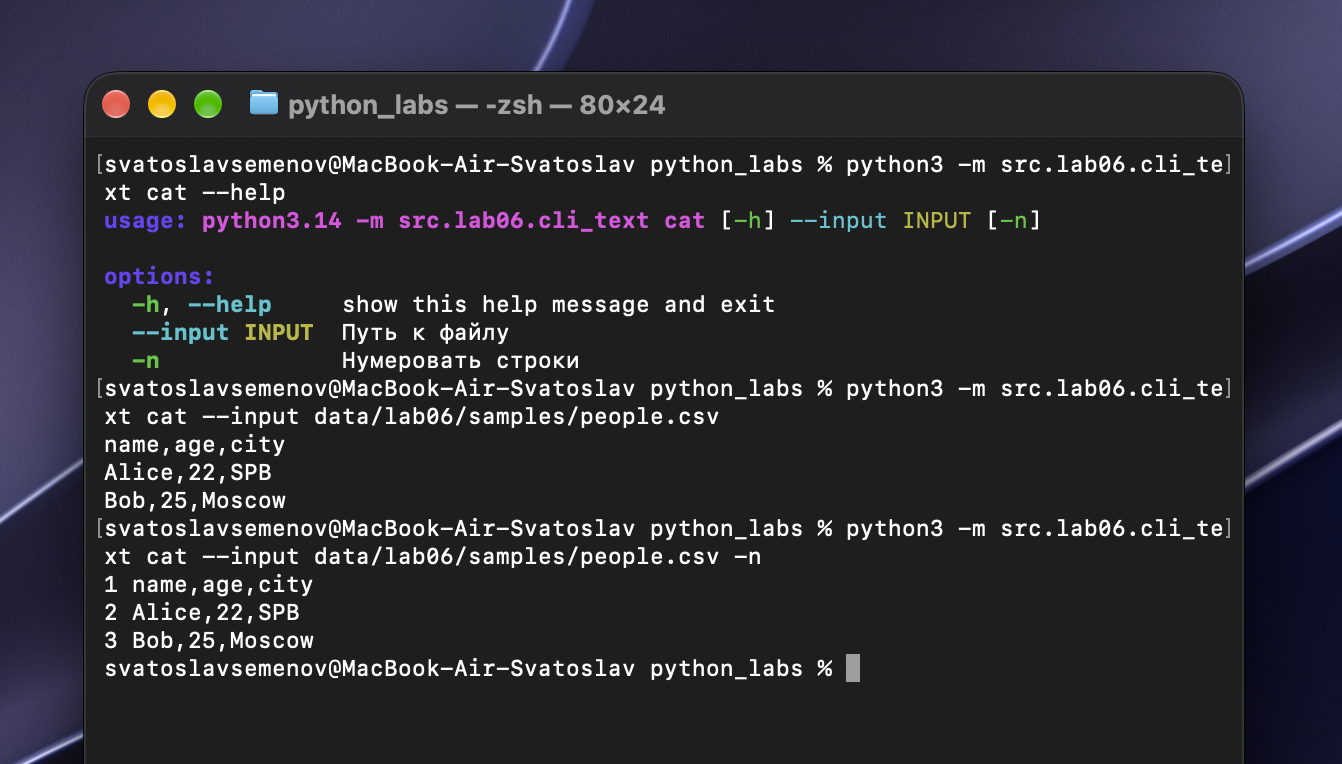 python_labs — -zsh — 80×24
[svatoslavsemenov@MacBook-Air-Svatoslav python_labs % python3 -m src.lab06.cli_te]
xt cat --help
usage: python3.14 -m src.lab06.cli_text cat [-h] --input INPUT [-n]
options:
  -h, --help     show this help message and exit
  --input INPUT  Путь к файлу
  -n             Нумеровать строки
[svatoslavsemenov@MacBook-Air-Svatoslav python_labs % python3 -m src.lab06.cli_te]
xt cat --input data/lab06/samples/people.csv
name,age,city
Alice,22,SPB
Bob,25,Moscow
[svatoslavsemenov@MacBook-Air-Svatoslav python_labs % python3 -m src.lab06.cli_te]
xt cat --input data/lab06/samples/people.csv -n
1 name,age,city
2 Alice,22,SPB
3 Bob,25,Moscow
svatoslavsemenov@MacBook-Air-Svatoslav python_labs %